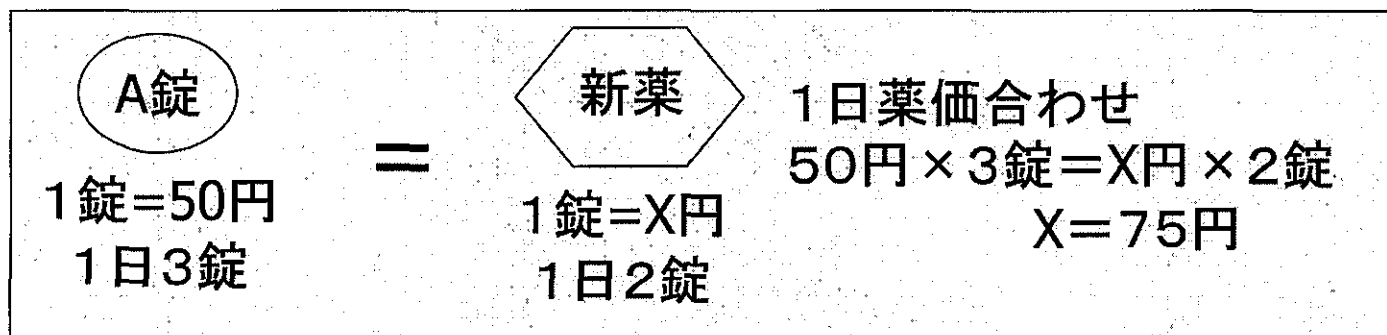 A錠
1錠=50円
1日3錠
=
新薬
1錠=X円
1日2錠
1日薬価合わせ
50円×3錠=X円×2錠
X=75円